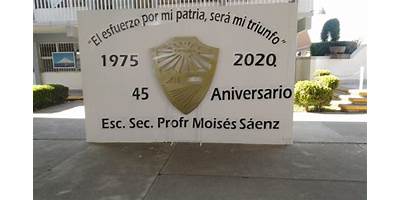 "El esfuerzo por mi patria, será mi triunfo"
1975 2020
45 Aniversario
Esc. Sec. Profr Moisés Sáenz